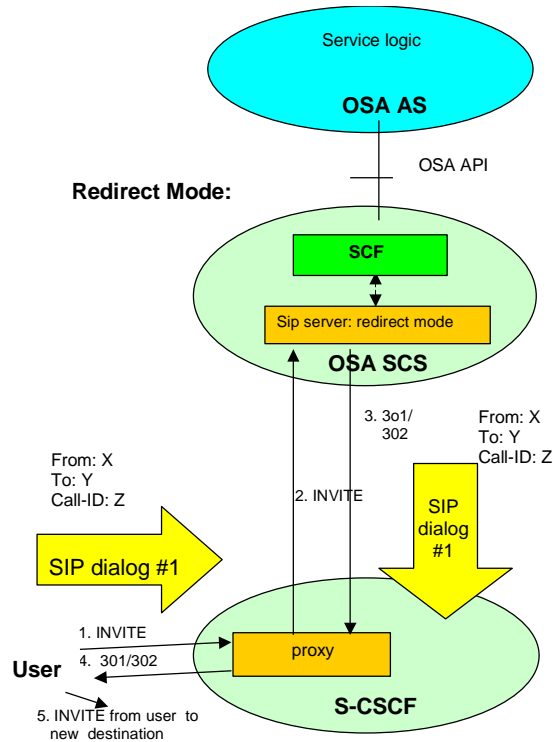 Service logic
OSA AS
OSA API
Redirect Mode:
SCF
Sip server: redirect mode
OSA SCS
3. 3o1/
302
From: X
To: Y
Call-ID: Z
From: X
To: Y
Call-ID: Z
2. INVITE
SIP
dialog
#1
SIP dialog #1
1. INVITE
proxy
4. 301/302
User
S-CSCF
5. INVITE from user to
new destination